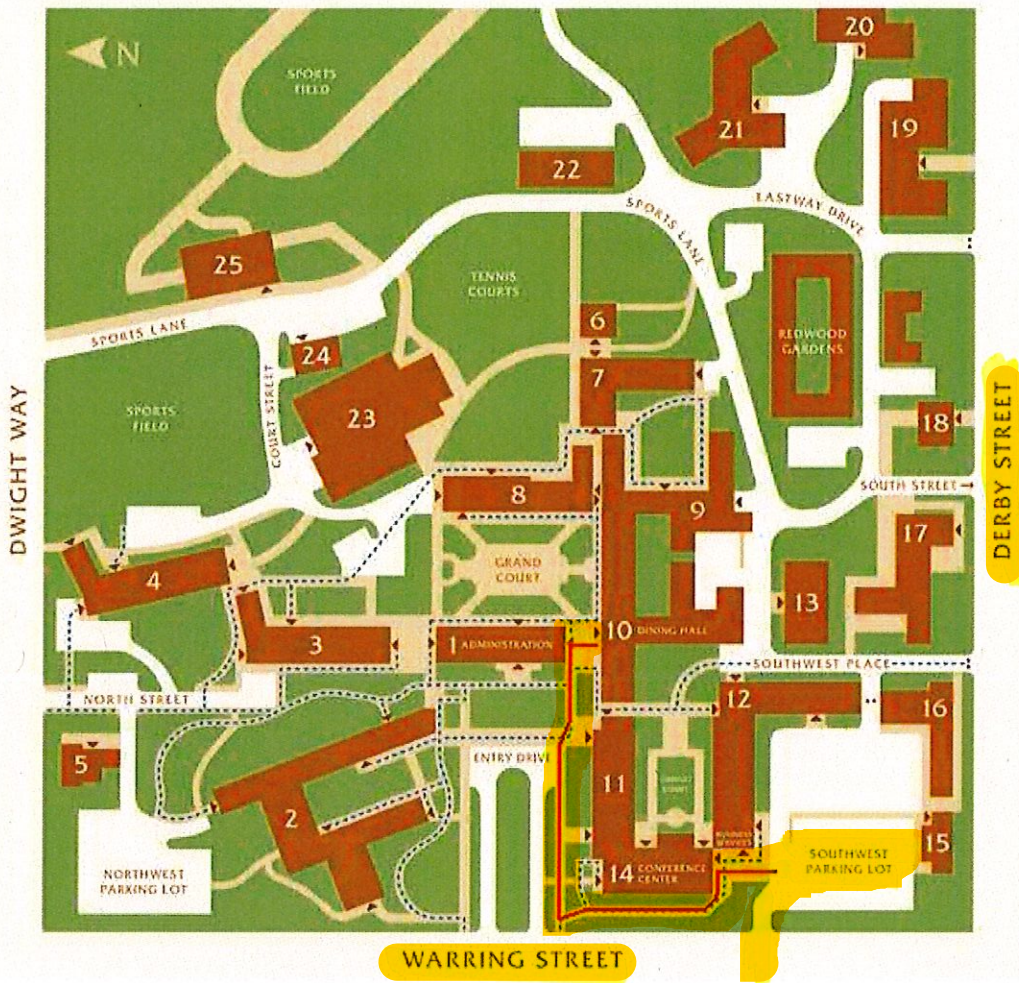 N
SPORTS
FIELD
20
21
19
22
SPORTS LANE
EASTWAY DRIVE
25
TENNIS
COURTS
SPORTS LANE
6
REDWOOD
GARDENS
24
7
COURT STREET
SPORTS
FIELD
23
18
DWIGHT WAY
DERBY STREET
SOUTH STREET
8
9
17
GRAND
COURT
4
13
3
1 ADMINISTRATION
10 DINING HALL
SOUTHWEST PLACE
NORTH STREET
12
16
5
ENTRY DRIVE
11
COURT
2
BUSINESS
SERVICES
15
NORTHWEST
PARKING LOT
14 CONFERENCE
CENTER
SOUTHWEST
PARKING LOT
WARRING STREET